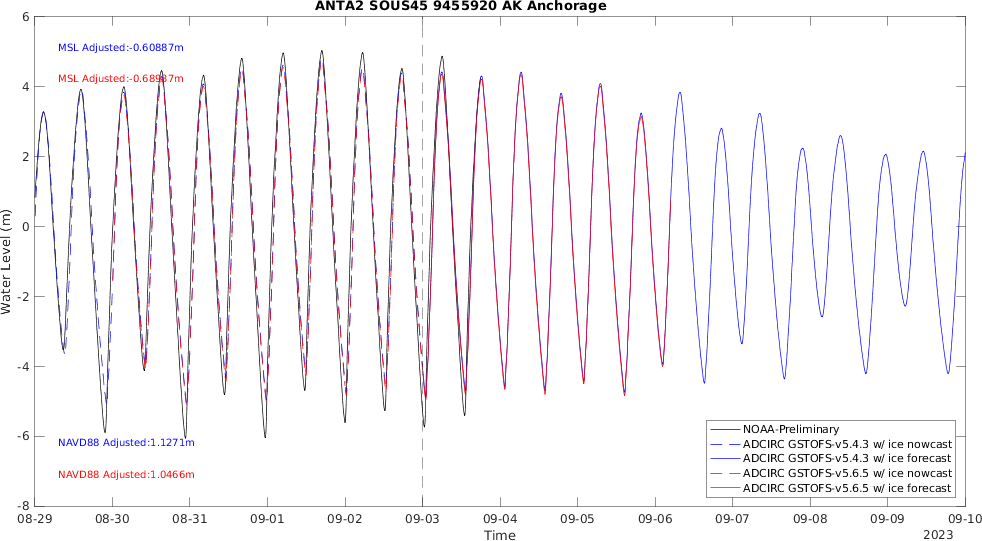 ANTA2 SOUS45 9455920 AK Anchorage
6
4
2
0
-2
-4
-6
-8
Water Level (m)
MSL Adjusted:-0.60887m
MSL Adjusted:-0.68987m
NAVD88 Adjusted:1.1271m
NAVD88 Adjusted:1.0466m
NOAA-Preliminary
ADCIRC GSTOFS-v5.4.3 w/ ice nowcast
ADCIRC GSTOFS-v5.4.3 w/ ice forecast
ADCIRC GSTOFS-v5.6.5 w/ ice nowcast
ADCIRC GSTOFS-v5.6.5 w/ ice forecast
08-29 08-30 08-31 09-01 09-02 09-03 09-04 09-05 09-06 09-07 09-08 09-09 09-10
Time
2023